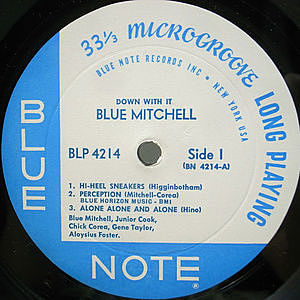 33 1/3 MICROGROOVE LONG PLAYING
BLUE NOTE RECORDS INC • NEW YORK USA
DOWN WITH IT
BLUE MITCHELL
BLP 4214
Side 1
(BN 4214-A)
1. HI-HEEL SNEAKERS (Higginbotham)
2. PERCEPTION (Mitchell-Corea)
BLUE HORIZON MUSIC - BMI
3. ALONE ALONE AND ALONE (Hino)
Blue Mitchell, Junior Cook,
Chick Corea, Gene Taylor,
Aloysius Foster.
BLUE
NOTE ®